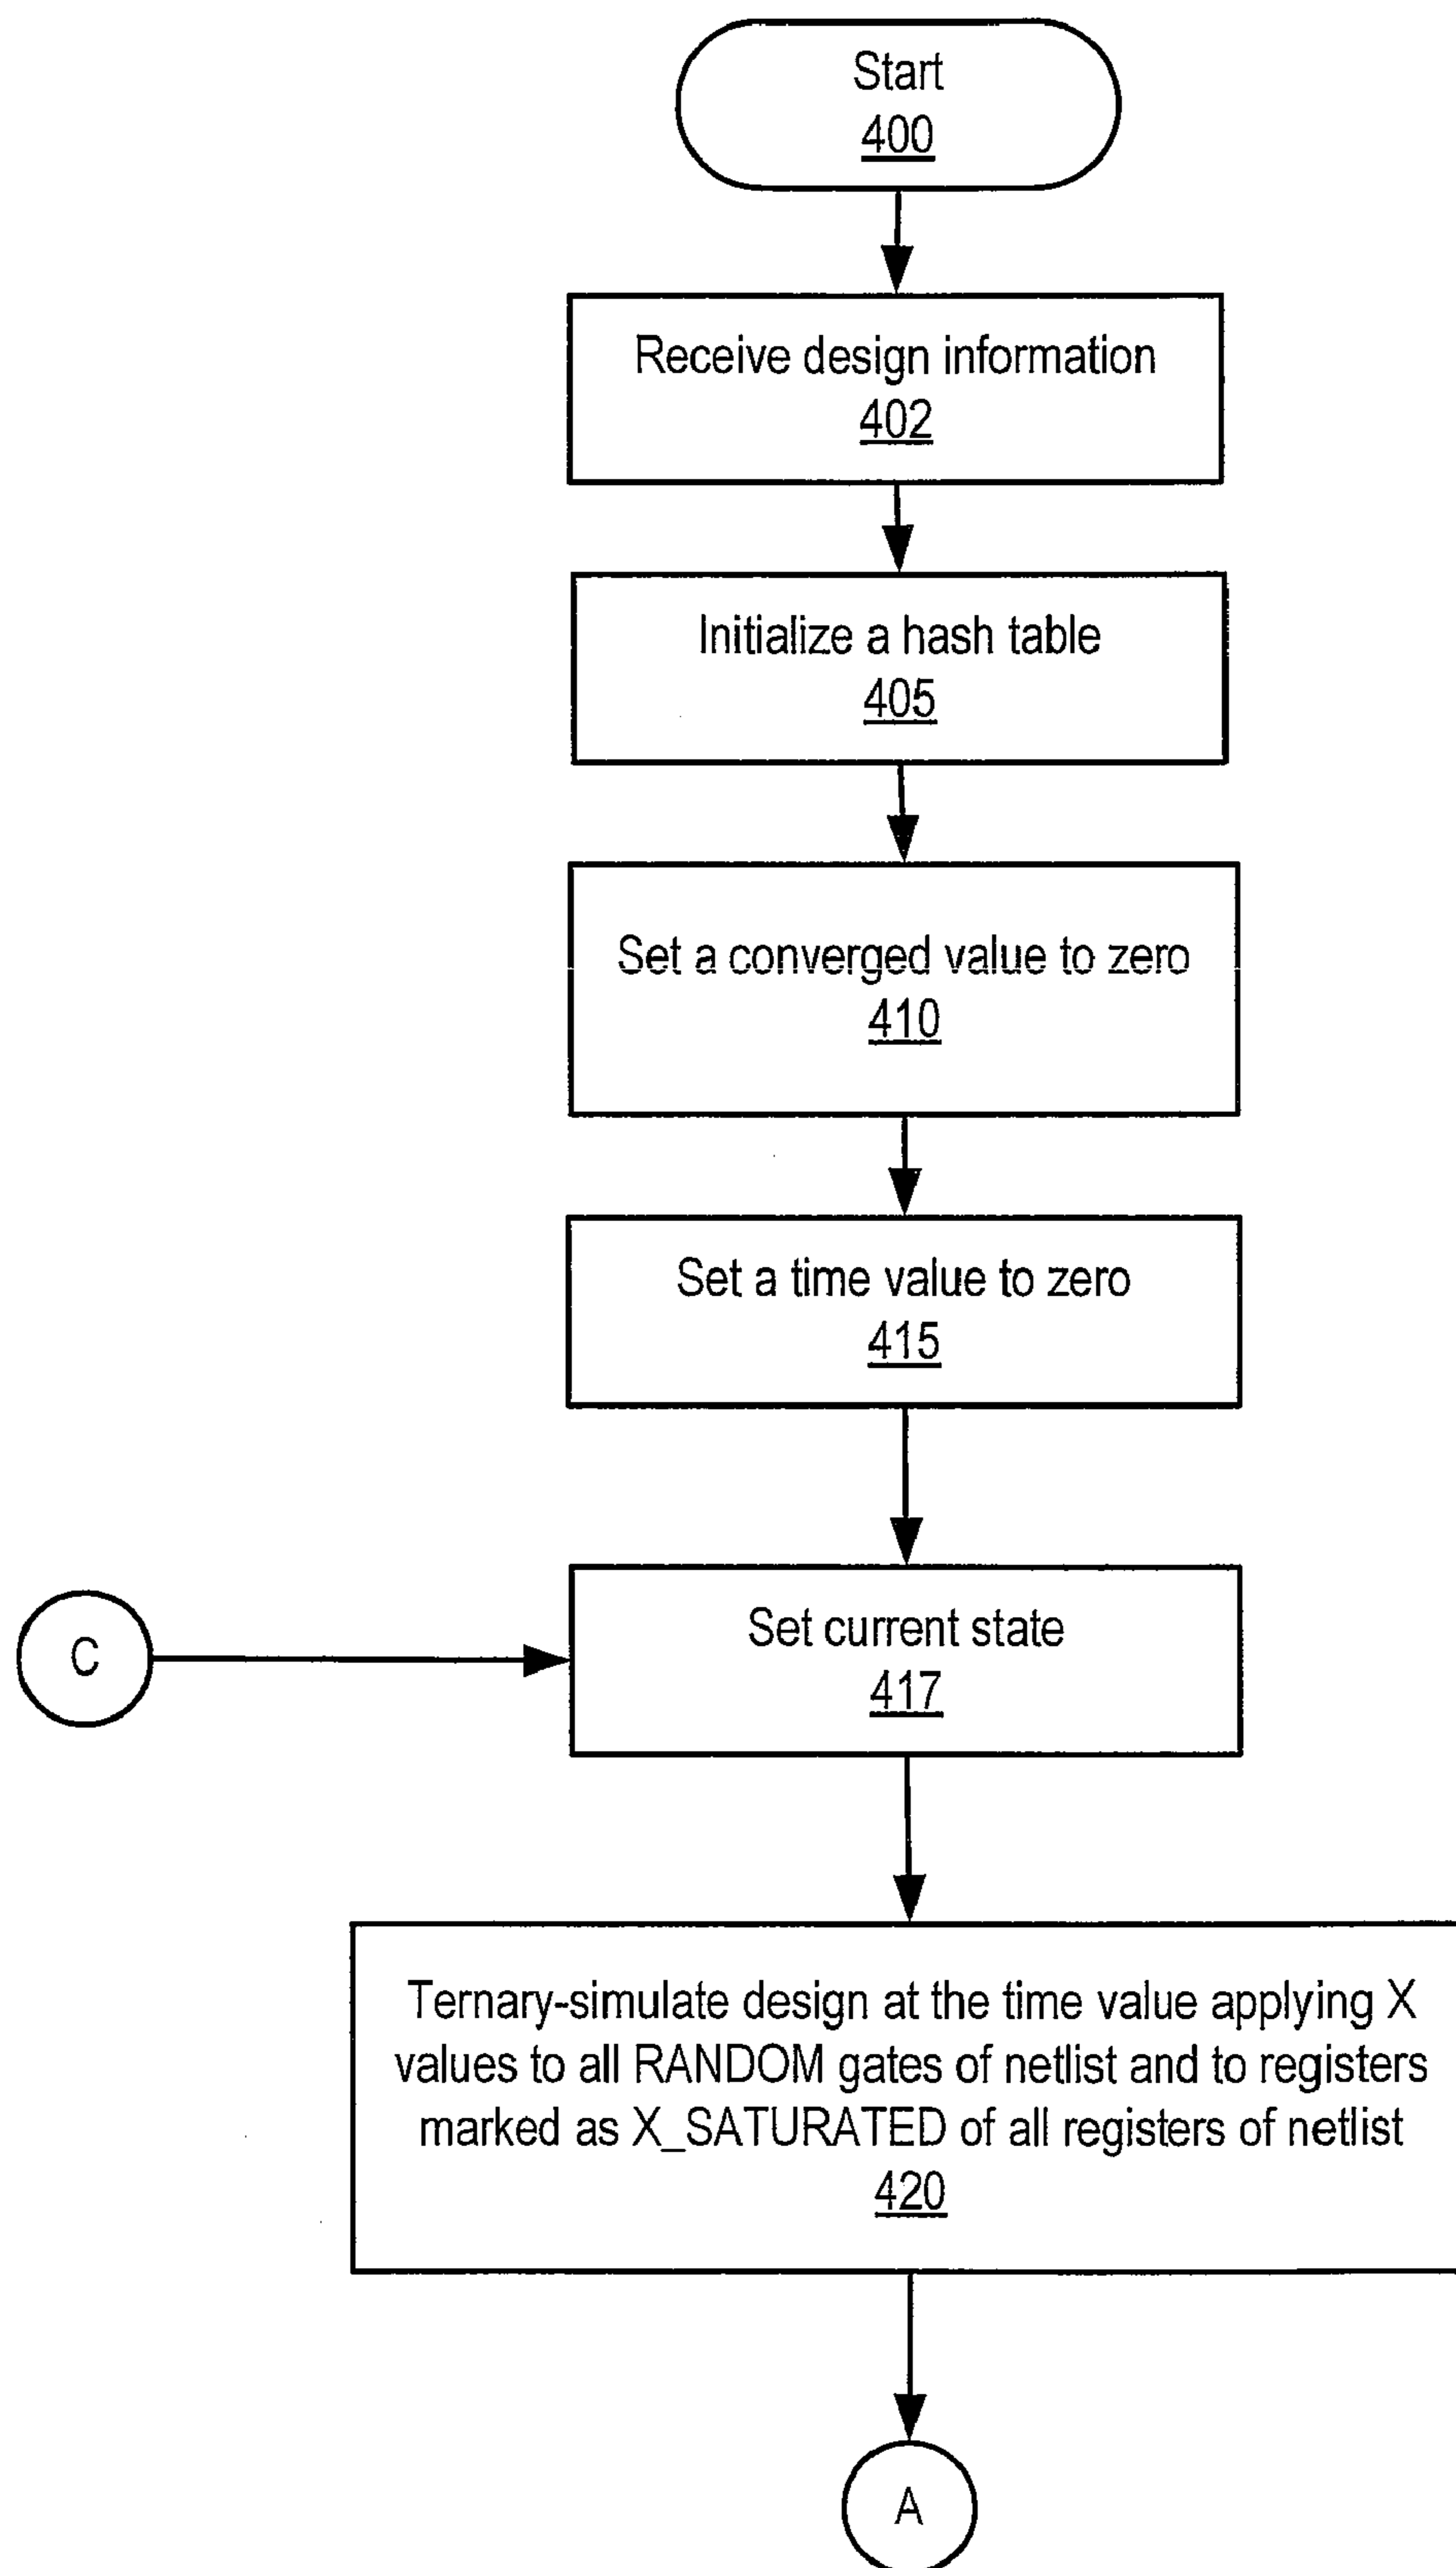 Start
400
Receive design information
402
Initialize a hash table
405
Set a converged value to zero
410
Set a time value to zero
415
C
Set current state
417
Ternary-simulate design at the time value applying X
values to all RANDOM gates of netlist and to registers
marked as X_SATURATED of all registers of netlist
420
A